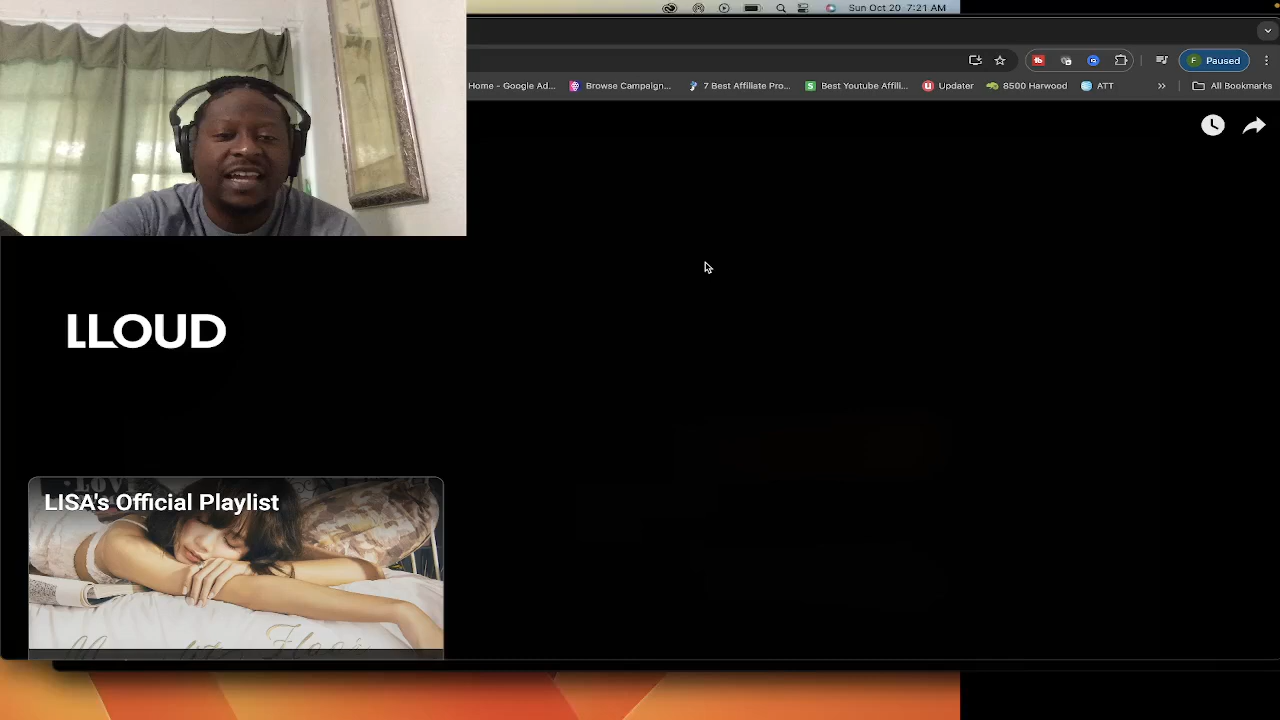 Sun Oct 20 7:21 AM
F Paused
Home - Google Ad...
Browse Campaign...
7 Best Affiliate Pro...
Best Youtube Affili...
Updater
8500 Harwood
ATT
All Bookmarks
LLOUD
LISA's Official Playlist